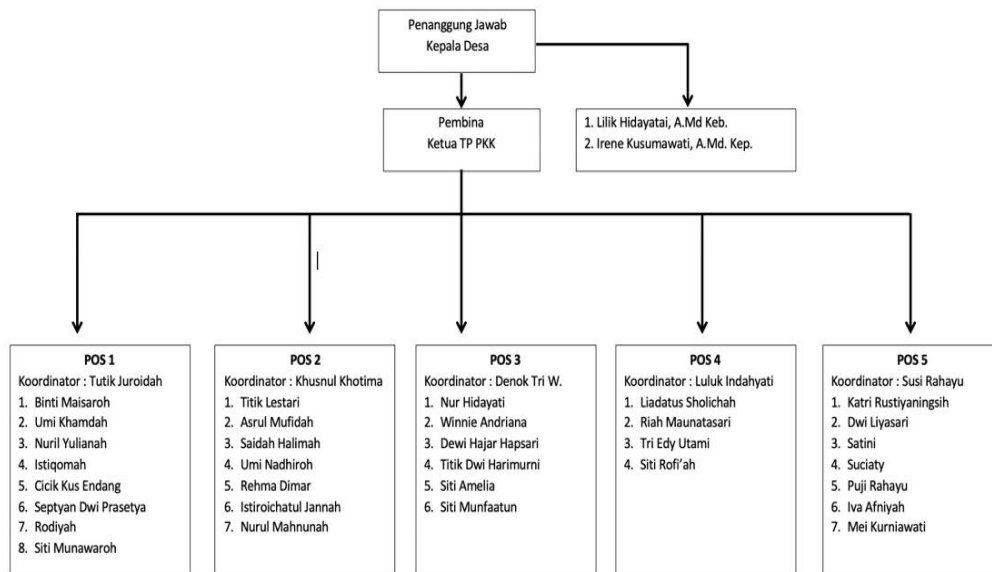 Penanggung Jawab
Kepala Desa
Pembina
Ketua TP PKK
1. Lilik Hidayatai, A.Md Keb.
2. Irene Kusumawati, A.Md. Kep.
POS 1
Koordinator : Tutik Juroidah
1. Binti Maisaroh
2. Umi Khamdah
3. Nuril Yulianah
4. Istiqomah
5. Cicik Kus Endang
6. Septyan Dwi Prasetya
7. Rodiyah
8. Siti Munawaroh
POS 2
Koordinator : Khusnul Khotima
1. Titik Lestari
2. Asrul Mufidah
3. Saidah Halimah
4. Umi Nadhiroh
5. Rehma Dimar
6. Istiroichatul Jannah
7. Nurul Mahnunah
POS 3
Koordinator : Denok Tri W.
1. Nur Hidayati
2. Winnie Andriana
3. Dewi Hajar Hapsari
4. Titik Dwi Harimurni
5. Siti Amelia
6. Siti Munfaatun
POS 4
Koordinator : Luluk Indahyati
1. Liadatus Sholichah
2. Riah Maunatasari
3. Tri Edy Utami
4. Siti Rofi’ah
POS 5
Koordinator : Susi Rahayu
1. Katri Rustiyaningsih
2. Dwi Liyasari
3. Satini
4. Suciaty
5. Puji Rahayu
6. Iva Afniyah
7. Mei Kurniawati